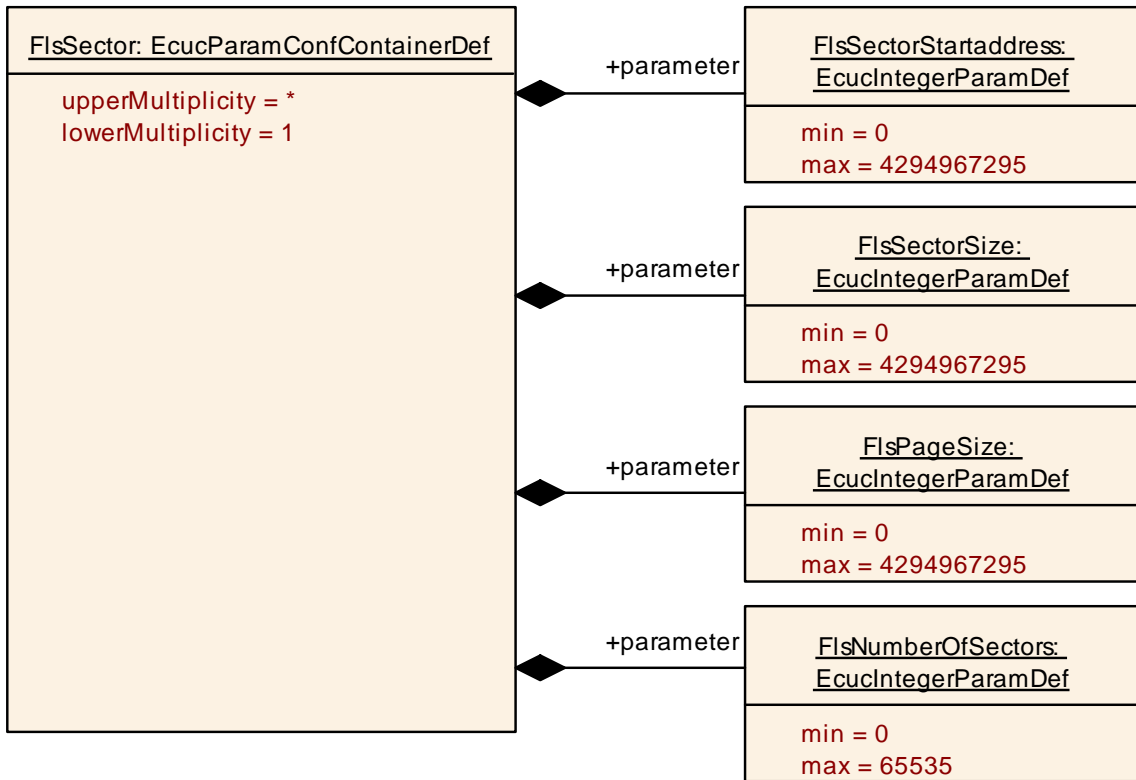 FlsSector: EcucParamConfContainerDef
upperMultiplicity = *
lowerMultiplicity = 1
+parameter
FlsSectorStartaddress:
EcucIntegerParamDef
min = 0
max = 4294967295
+parameter
FlsSectorSize:
EcucIntegerParamDef
min = 0
max = 4294967295
+parameter
FlsPageSize:
EcucIntegerParamDef
min = 0
max = 4294967295
+parameter
FlsNumberOfSectors:
EcucIntegerParamDef
min = 0
max = 65535